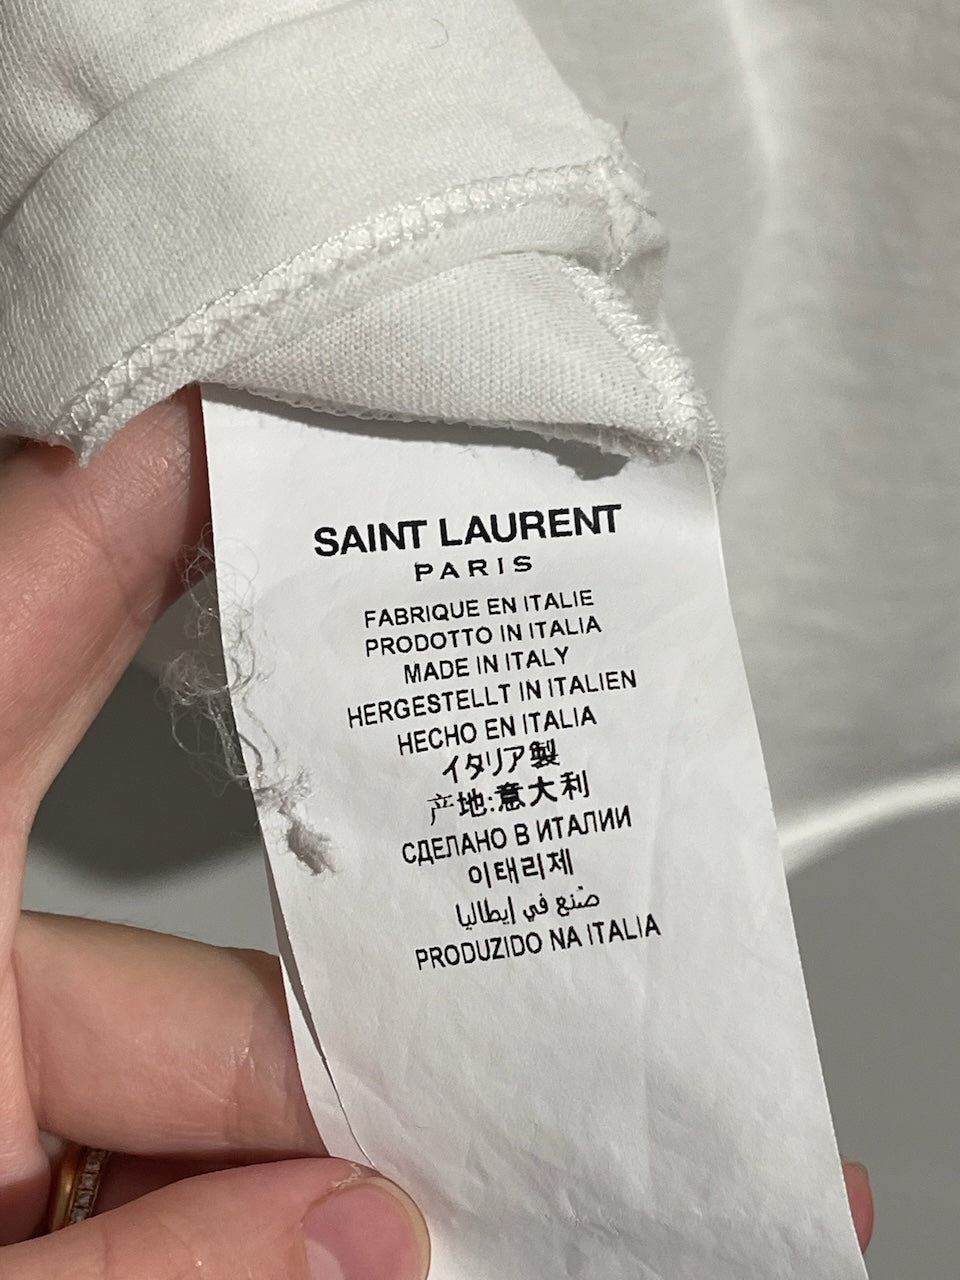 SAINT LAURENT
PARIS
FABRIQUE EN ITALIE
PRODOTTO IN ITALIA
MADE IN ITALY
HERGESTELLT IN ITALIEN
HECHO EN ITALIA
イタリア製
产地:意大利
СДЕЛАНО В ИТАЛИИ
이태리제
صنع في إيطاليا
PRODUZIDO NA ITALIA